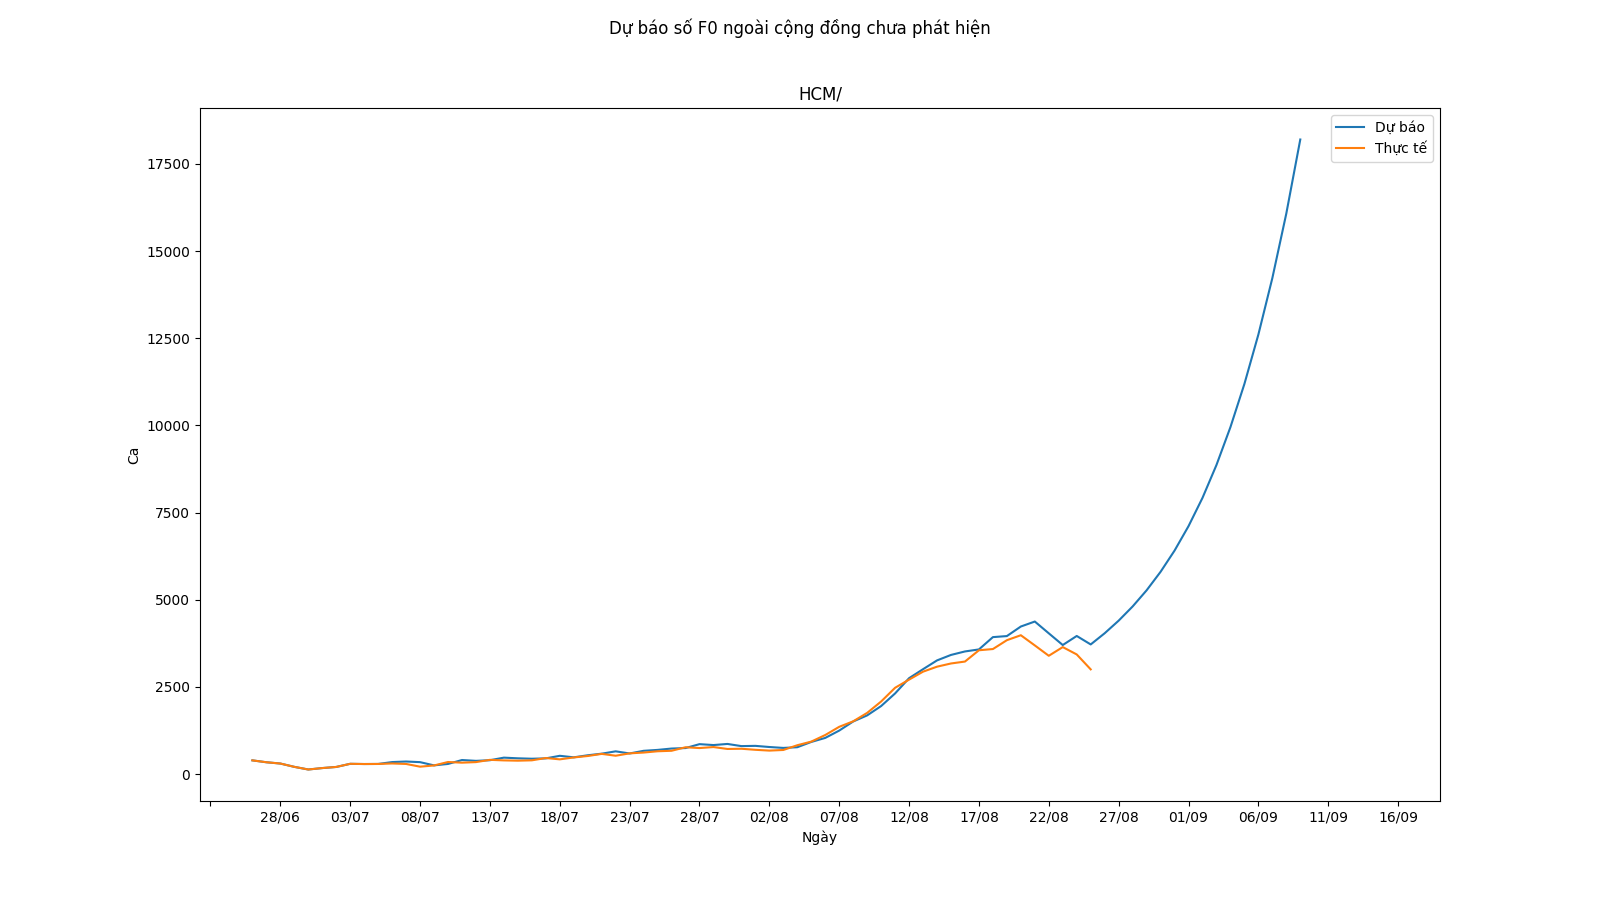 Dự báo số F0 ngoài cộng đồng chưa phát hiện
HCM/
Dự báo
Thực tế
17500
15000
12500
10000
7500
5000
2500
0
Ca
28/06 03/07 08/07 13/07 18/07 23/07 28/07 02/08 07/08 12/08 17/08 22/08 27/08 01/09 06/09 11/09 16/09
Ngày